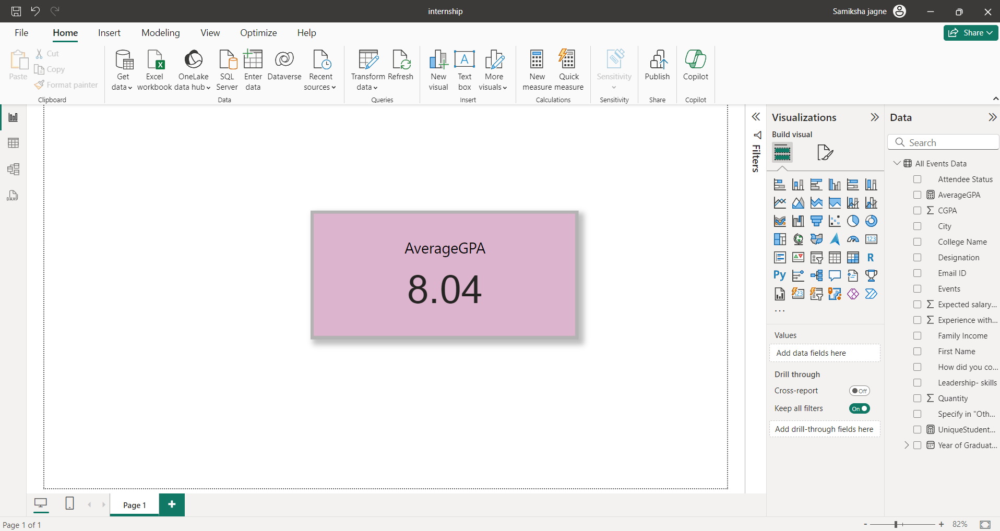 internship
Samiksha jagne
File Home Insert Modeling View Optimize Help
Share
Paste
Cut
Copy
Format painter
Clipboard
Get data
Excel workbook
OneLake data hub
SQL Server
Enter data
Dataverse
Recent sources
Data
Transform data
Refresh
Queries
New visual
Text box
More visuals
Insert
New measure
Quick measure
Calculations
Sensitivity
Sensitivity
Publish
Share
Copilot
Copilot
DAX
AverageGPA
8.04
Filters
Visualizations
Build visual
123
R
Py
123
...
Values
Add data fields here
Drill through
Cross-report
Off
Keep all filters
On
Add drill-through fields here
Data
Search
All Events Data
Attendee Status
AverageGPA
CGPA
City
College Name
Designation
Email ID
Events
Expected salary...
Experience with...
Family Income
First Name
How did you co...
Leadership- skills
Quantity
Specify in "Oth...
UniqueStudent...
Year of Graduat...
Page 1
Page 1 of 1
- + 82%